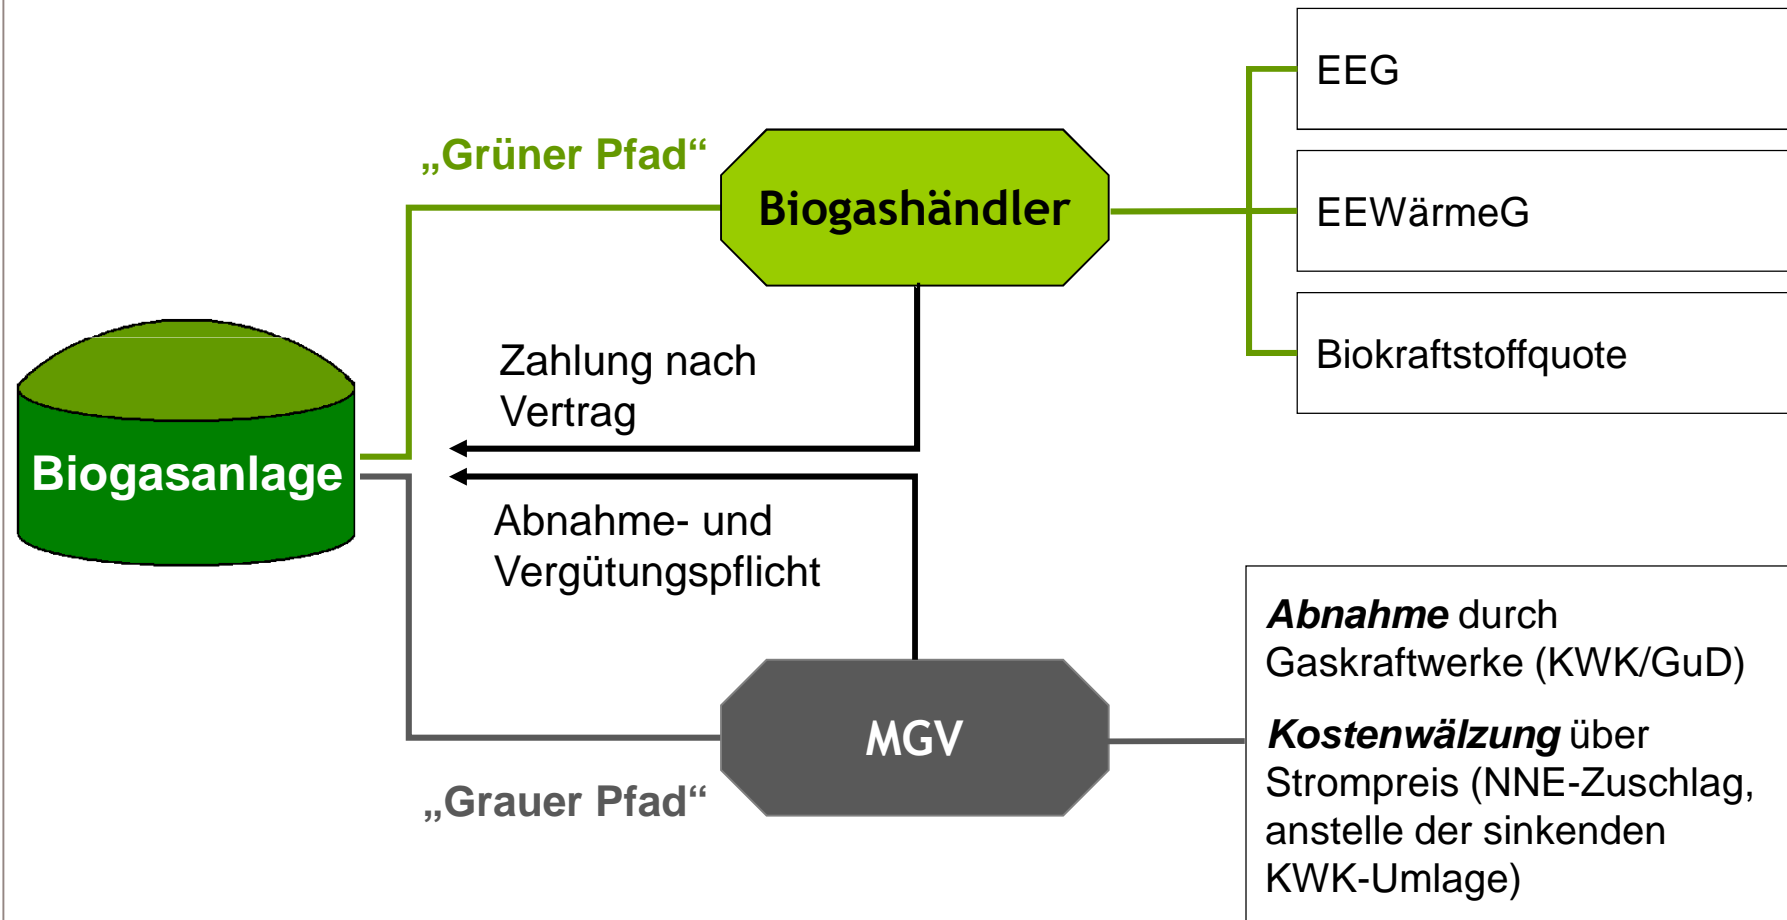 EEG
„Grüner Pfad“
Biogashändler
EEWärmeG
Zahlung nach
Vertrag
Biokraftstoffquote
Biogasanlage
Abnahme- und
Vergütungspflicht
MGV
„Grauer Pfad“
Abnahme durch
Gaskraftwerke (KWK/GuD)
Kostenwälzung über
Strompreis (NNE-Zuschlag,
anstelle der sinkenden
KWK-Umlage)